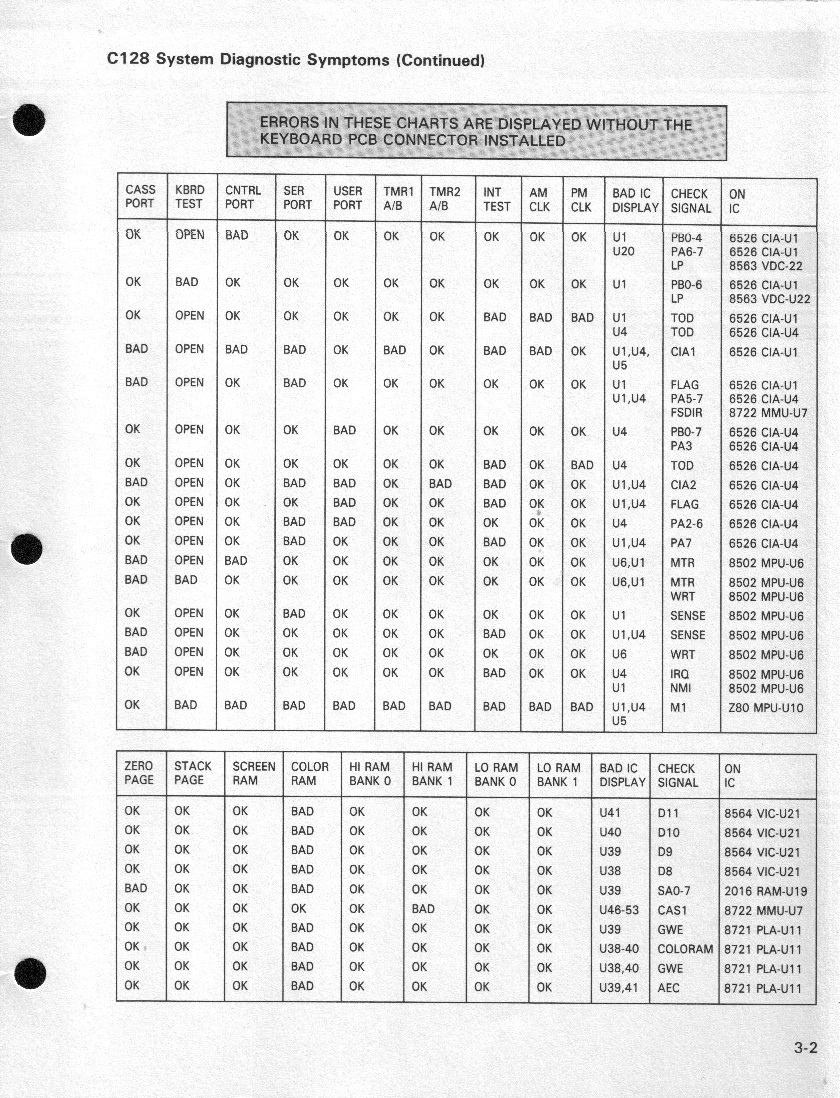 C128 System Diagnostic Symptoms (Continued)
ERRORS IN THESE CHARTS ARE DISPLAYED WITHOUT THE
KEYBOARD PCB CONNECTOR INSTALLED
CASS KBRD CNTRL SER USER TMR1 TMR2 INT AM PM BAD IC CHECK ON
PORT TEST PORT PORT PORT A/B A/B TEST CLK CLK DISPLAY SIGNAL IC
OK OPEN BAD OK OK OK OK OK OK OK U1 PB0-4 6526 CIA-U1
U20 PA6-7 6526 CIA-U1
LP 8563 VDC-22
OK BAD OK OK OK OK OK OK OK OK U1 PB0-6 6526 CIA-U1
LP 8563 VDC-U22
OK OPEN OK OK OK OK OK BAD BAD BAD U1 TOD 6526 CIA-U1
U4 TOD 6526 CIA-U4
BAD OPEN BAD BAD OK BAD OK BAD BAD OK U1,U4, CIA1 6526 CIA-U1
U5
BAD OPEN OK BAD OK OK OK OK OK OK U1 FLAG 6526 CIA-U1
U1,U4 PA5-7 6526 CIA-U4
FSDIR 8722 MMU-U7
OK OPEN OK OK BAD OK OK OK OK OK U4 PB0-7 6526 CIA-U4
PA3 6526 CIA-U4
OK OPEN OK OK OK OK OK BAD OK BAD U4 TOD 6526 CIA-U4
BAD OPEN OK BAD BAD OK BAD BAD OK OK U1,U4 CIA2 6526 CIA-U4
OK OPEN OK OK BAD OK OK BAD OK OK U1,U4 FLAG 6526 CIA-U4
OK OPEN OK BAD BAD OK OK OK OK OK U4 PA2-6 6526 CIA-U4
OK OPEN OK BAD OK OK OK BAD OK OK U1,U4 PA7 6526 CIA-U4
BAD OPEN BAD OK OK OK OK OK OK OK U6,U1 MTR 8502 MPU-U6
BAD BAD OK OK OK OK OK OK OK OK U6,U1 MTR 8502 MPU-U6
WRT 8502 MPU-U6
OK OPEN OK BAD OK OK OK OK OK OK U1 SENSE 8502 MPU-U6
BAD OPEN OK OK OK OK OK BAD OK OK U1,U4 SENSE 8502 MPU-U6
BAD OPEN OK OK OK OK OK OK OK OK U6 WRT 8502 MPU-U6
OK OPEN OK OK OK OK OK BAD OK OK U4 IRQ 8502 MPU-U6
U1 NMI 8502 MPU-U6
OK BAD BAD BAD BAD BAD BAD BAD BAD BAD U1,U4 M1 Z80 MPU-U10
U5
ZERO STACK SCREEN COLOR HI RAM HI RAM LO RAM LO RAM BAD IC CHECK ON
PAGE PAGE RAM RAM BANK 0 BANK 1 BANK 0 BANK 1 DISPLAY SIGNAL IC
OK OK OK BAD OK OK OK OK U41 D11 8564 VIC-U21
OK OK OK BAD OK OK OK OK U40 D10 8564 VIC-U21
OK OK OK BAD OK OK OK OK U39 D9 8564 VIC-U21
OK OK OK BAD OK OK OK OK U38 D8 8564 VIC-U21
BAD OK OK BAD OK OK OK OK U39 SA0-7 2016 RAM-U19
OK OK OK OK OK BAD OK OK U46-53 CAS1 8722 MMU-U7
OK OK OK BAD OK OK OK OK U39 GWE 8721 PLA-U11
OK OK OK BAD OK OK OK OK U38-40 COLORAM 8721 PLA-U11
OK OK OK BAD OK OK OK OK U38,40 GWE 8721 PLA-U11
OK OK OK BAD OK OK OK OK U39,41 AEC 8721 PLA-U11
3-2